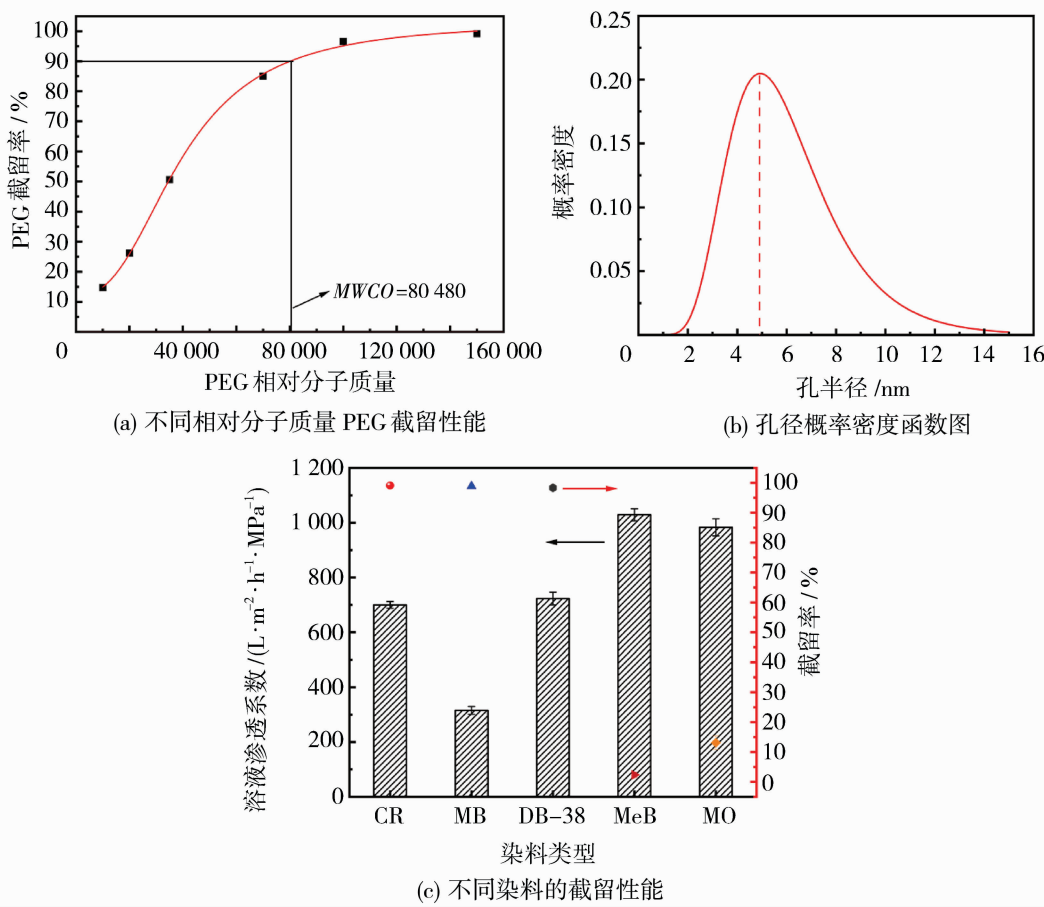 100
90
80
70
60
50
40
30
20
10
PEG 截留率 / %
MWCO=80 480
0 40 000 80 000 120 000 160 000
PEG 相对分子质量
(a) 不同相对分子质量 PEG 截留性能
0.25
0.20
0.15
0.10
0.05
概率密度
0 2 4 6 8 10 12 14 16
孔半径 /nm
(b) 孔径概率密度函数图
1 200
1 000
800
600
400
200
0
溶液渗透系数 /(L·m⁻²·h⁻¹·MPa⁻¹)
100
90
80
70
60
50
40
30
20
10
0
截留率 / %
CR MB DB-38 MeB MO
染料类型
(c) 不同染料的截留性能